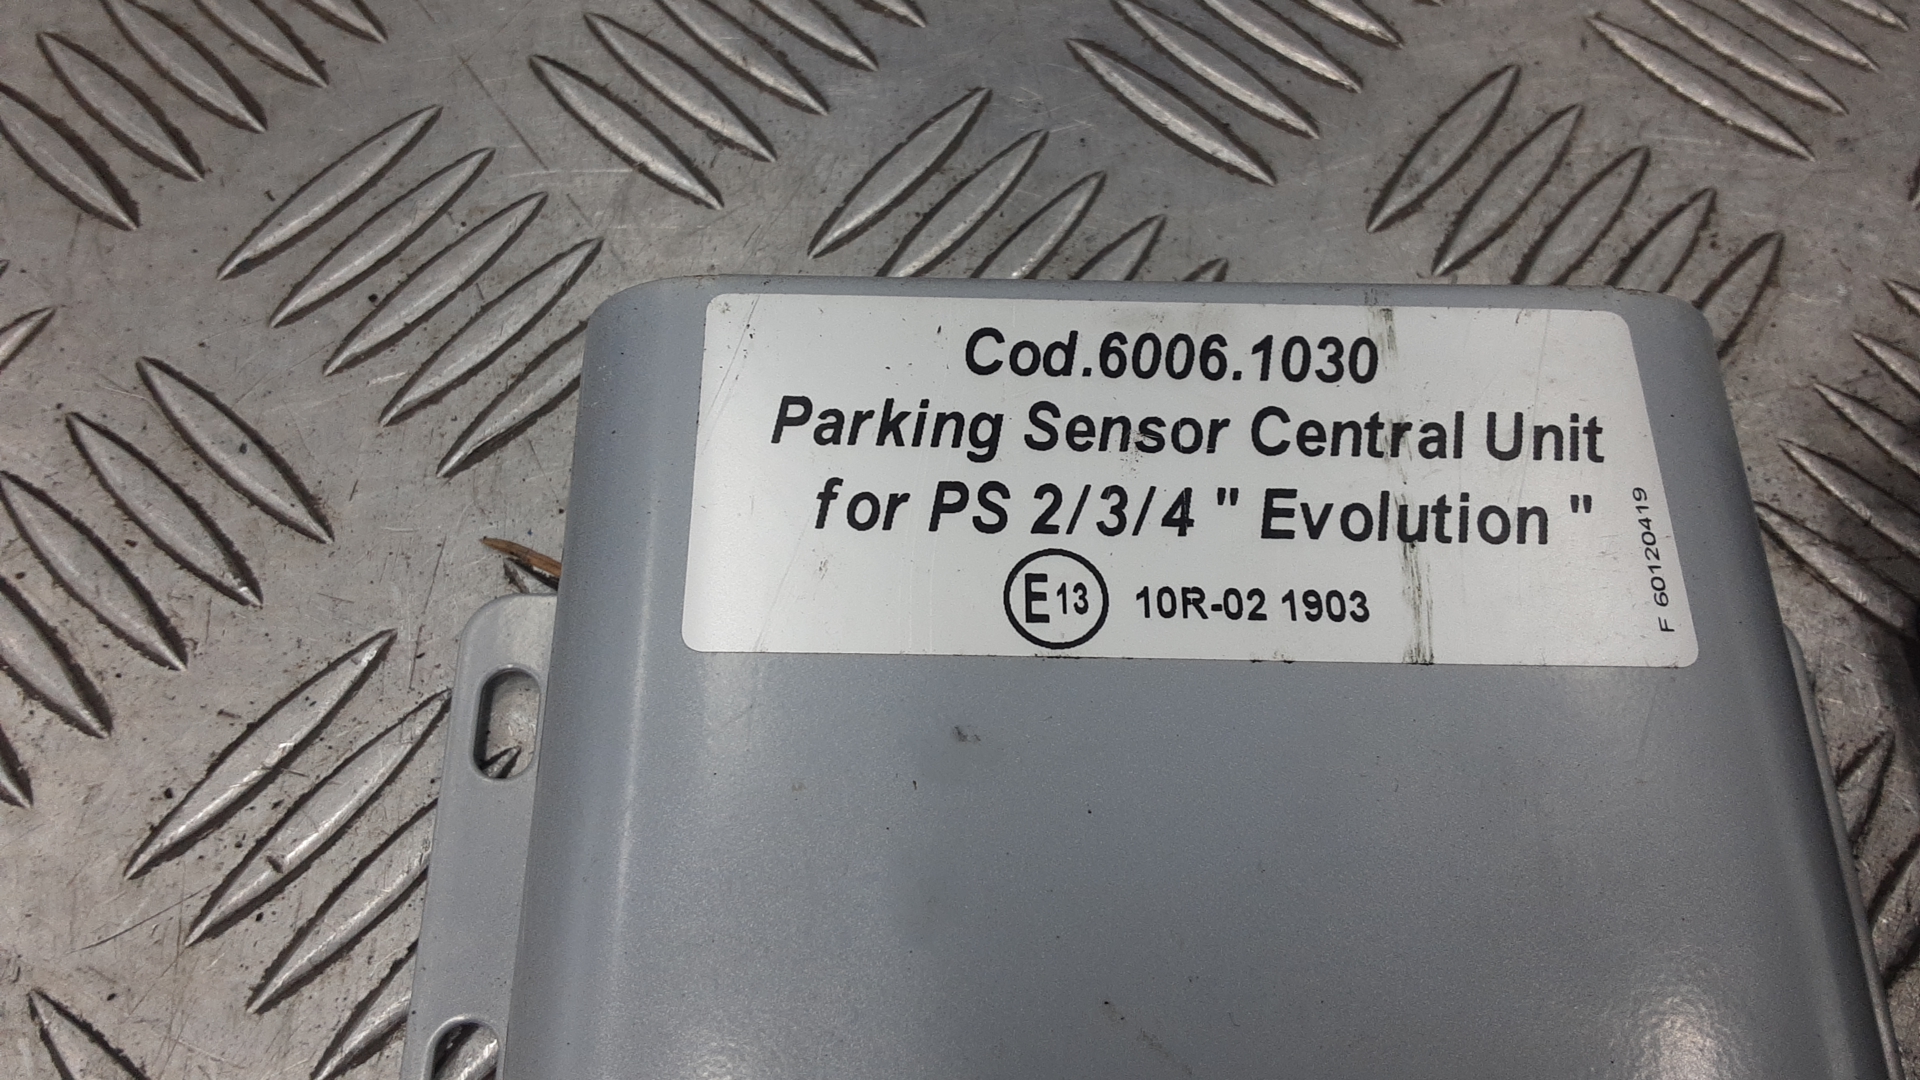 Cod.6006.1030
Parking Sensor Central Unit
for PS 2/3/4 " Evolution "
E13 10R-02 1903
F 60120419